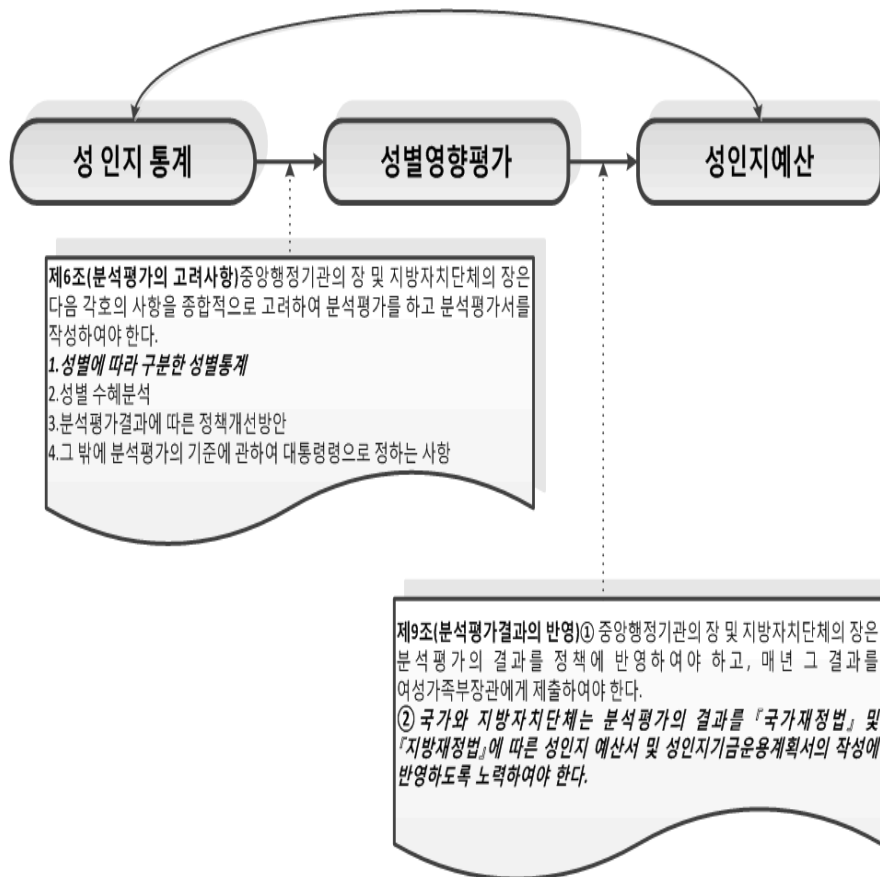 성 인지 통계
성별영향평가
성인지예산
제6조(분석평가의 고려사항)중앙행정기관의 장 및 지방자치단체의 장은
다음 각호의 사항을 종합적으로 고려하여 분석평가를 하고 분석평가서를
작성하여야 한다.
1.성별에 따라 구분한 성별통계
2.성별 수혜분석
3.분석평가결과에 따른 정책개선방안
4.그 밖에 분석평가의 기준에 관하여 대통령령으로 정하는 사항
제9조(분석평가결과의 반영)① 중앙행정기관의 장 및 지방자치단체의 장은
분석평가의 결과를 정책에 반영하여야 하고, 매년 그 결과를
여성가족부장관에게 제출하여야 한다.
② 국가와 지방자치단체는 분석평가의 결과를 『국가재정법』 및
『지방재정법』에 따른 성인지 예산서 및 성인지기금운용계획서의 작성에
반영하도록 노력하여야 한다.